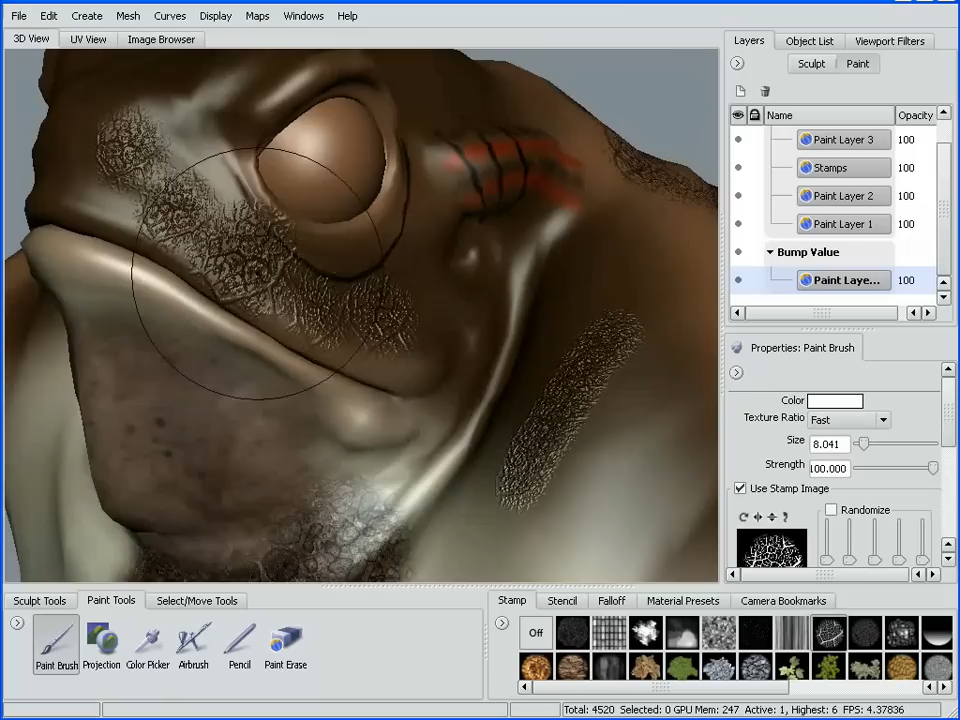 File Edit Create Mesh Curves Display Maps Windows Help
3D View UV View Image Browser
Layers Object List Viewport Filters
Sculpt Paint
Name Opacity
Paint Layer 3 100
Stamps 100
Paint Layer 2 100
Paint Layer 1 100
Bump Value
Paint Laye... 100
Properties: Paint Brush
Color
Texture Ratio Fast
Size 8.041
Strength 100.000
Use Stamp Image
Randomize
Sculpt Tools Paint Tools Select/Move Tools
Paint Brush Projection Color Picker Airbrush Pencil Paint Erase
Stamp Stencil Falloff Material Presets Camera Bookmarks
Off
Total: 4520 Selected: 0 GPU Mem: 247 Active: 1, Highest: 6 FPS: 4.37836